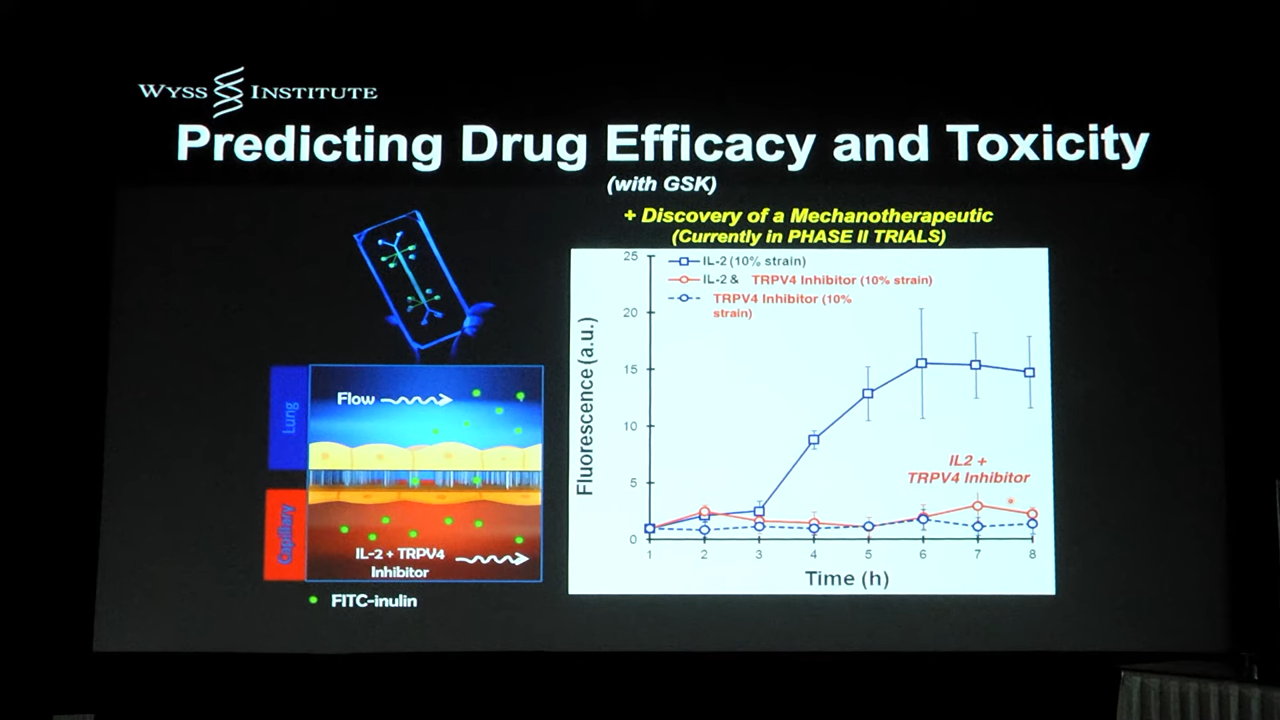 WYSS INSTITUTE
Predicting Drug Efficacy and Toxicity
(with GSK)
+ Discovery of a Mechanotherapeutic
(Currently in PHASE II TRIALS)
Lung
Flow
Capillary
IL-2 + TRPV4
Inhibitor
FITC-inulin
IL-2 (10% strain)
IL-2 & TRPV4 Inhibitor (10% strain)
TRPV4 Inhibitor (10%
strain)
Fluorescence (a.u.)
25
20
15
10
5
0
IL2 +
TRPV4 Inhibitor
1 2 3 4 5 6 7 8
Time (h)